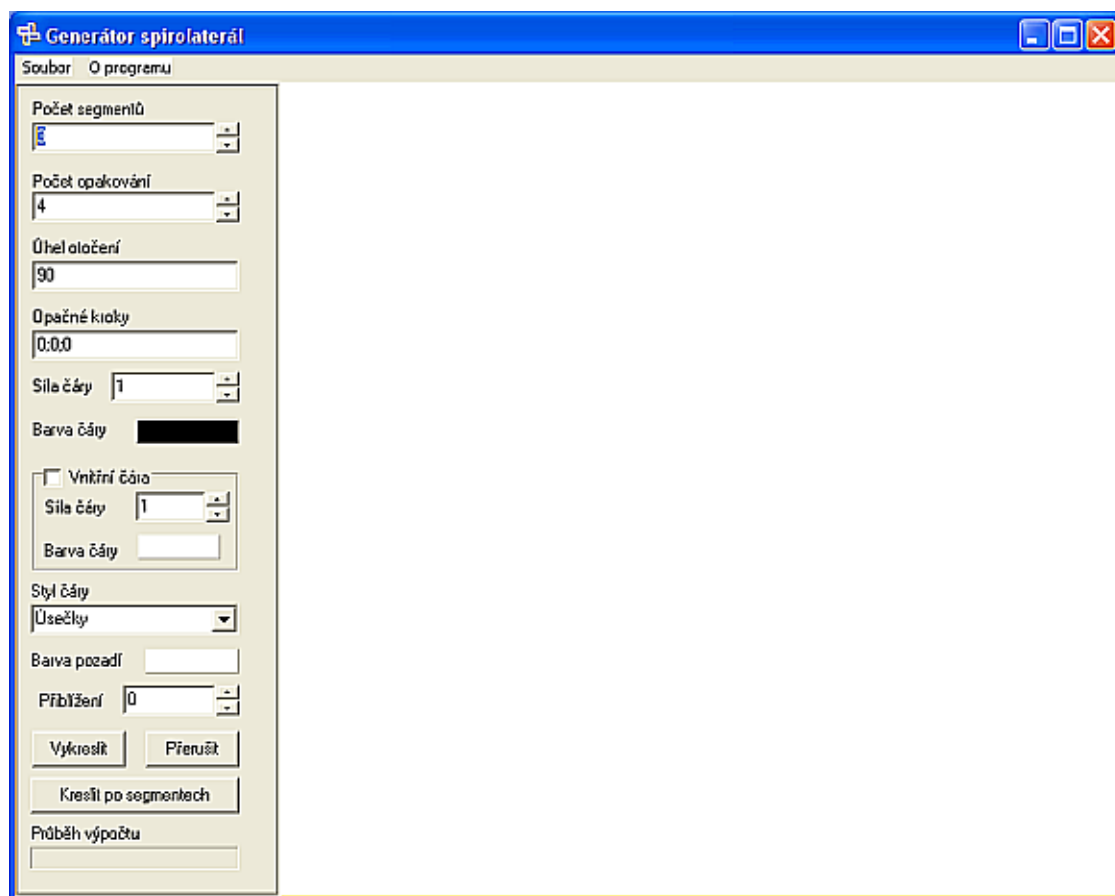 Generátor spirolaterál
Soubor O programu
Počet segmentů
3
Počet opakování
4
Úhel otočení
90
Opačné kroky
0;0;0
Síla čáry 1
Barva čáry
Vnitřní čára
Síla čáry 1
Barva čáry
Styl čáry
Úsečky
Barva pozadí
Přiblížení 0
Vykreslit Přerušit
Kreslit po segmentech
Průběh výpočtu